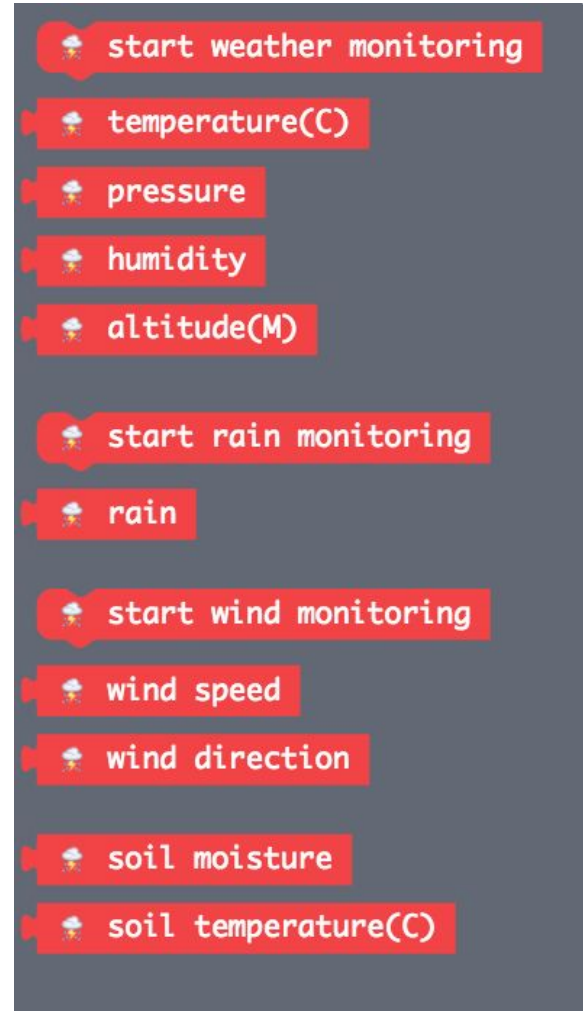 start weather monitoring
temperature(C)
pressure
humidity
altitude(M)
start rain monitoring
rain
start wind monitoring
wind speed
wind direction
soil moisture
soil temperature(C)